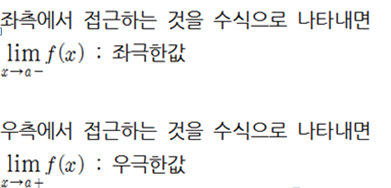 좌측에서 접근하는 것을 수식으로 나타내면
lim f(x) : 좌극한값
x→a−
우측에서 접근하는 것을 수식으로 나타내면
lim f(x) : 우극한값
x→a+